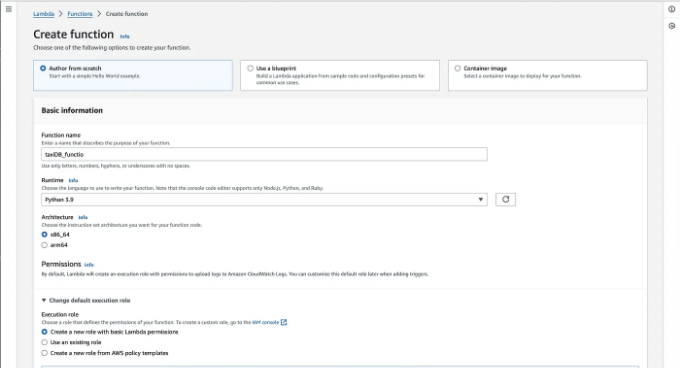 Lambda > Functions > Create function
Create function Info
Choose one of the following options to create your function.
Author from scratch
Start with a simple Hello World example.
Use a blueprint
Build a Lambda application from sample code and configuration presets for
common use cases.
Container image
Select a container image to deploy for your function.
Basic information
Function name
Enter a name that describes the purpose of your function.
taxiDB_functio
Use only letters, numbers, hyphens, or underscores with no spaces.
Runtime Info
Choose the language to use to write your function. Note that the console code editor supports only Node.js, Python, and Ruby.
Python 3.9
Architecture Info
Choose the instruction set architecture you want for your function code.
x86_64
arm64
Permissions Info
By default, Lambda will create an execution role with permissions to upload logs to Amazon CloudWatch Logs. You can customize this default role later when adding triggers.
Change default execution role
Execution role
Choose a role that defines the permissions of your function. To create a custom role, go to the IAM console
Create a new role with basic Lambda permissions
Use an existing role
Create a new role from AWS policy templates